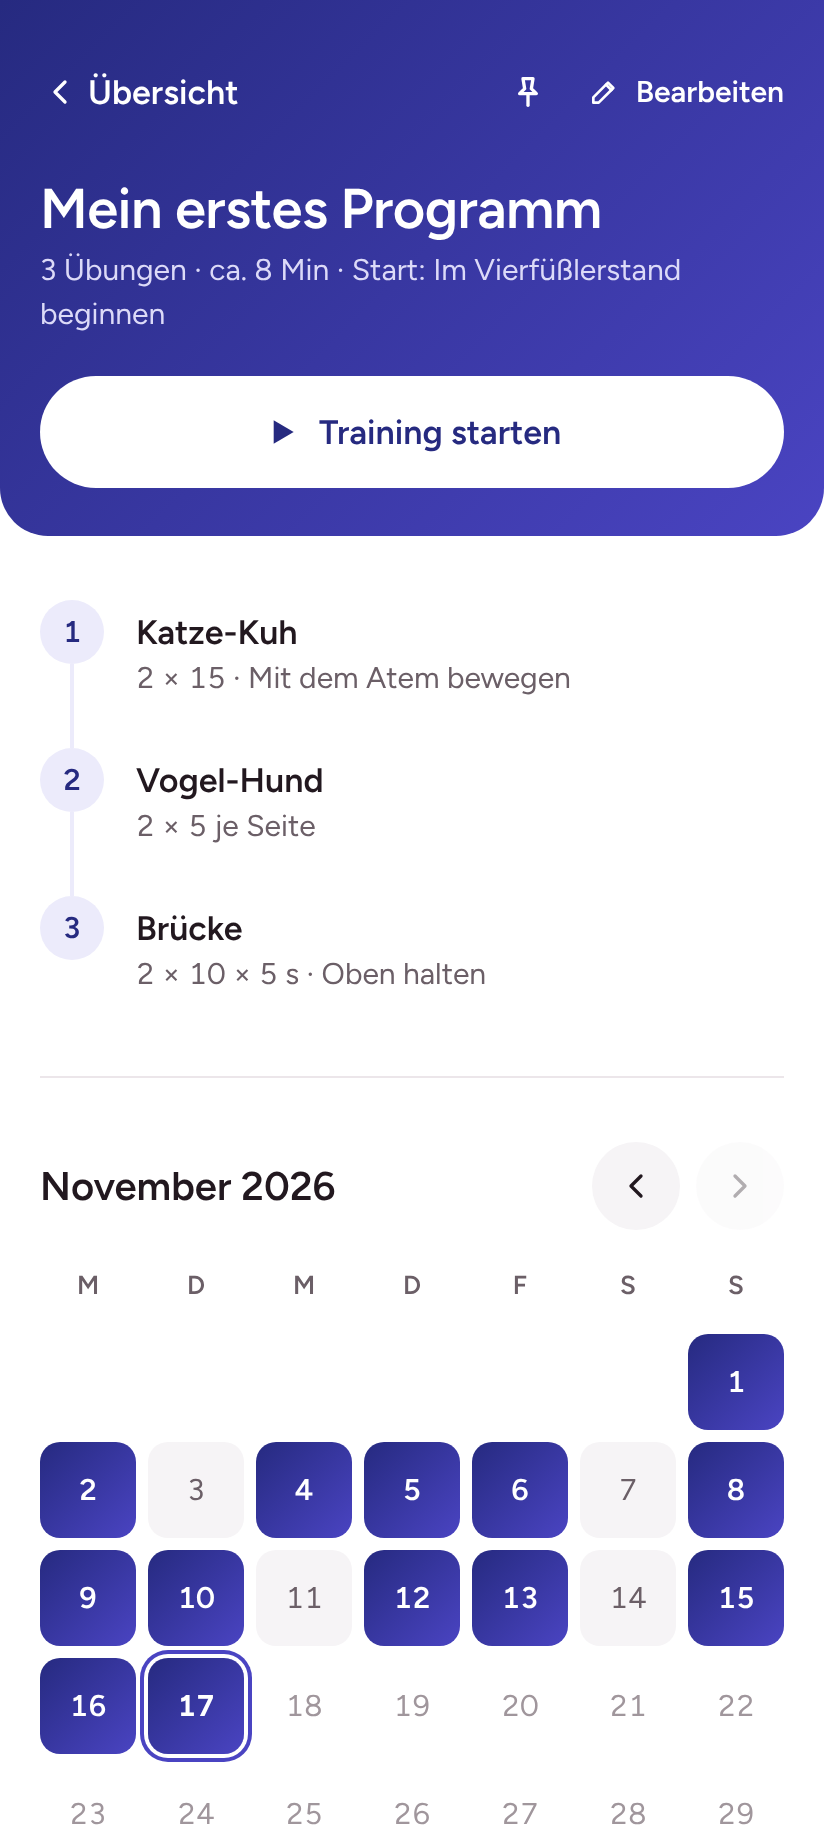 Übersicht
Bearbeiten
Mein erstes Programm
3 Übungen · ca. 8 Min · Start: Im Vierfüßlerstand
beginnen
Training starten
1
Katze-Kuh
2 × 15 · Mit dem Atem bewegen
2
Vogel-Hund
2 × 5 je Seite
3
Brücke
2 × 10 × 5 s · Oben halten
November 2026
M D M D F S S
1
2 3 4 5 6 7 8
9 10 11 12 13 14 15
16 17 18 19 20 21 22
23 24 25 26 27 28 29